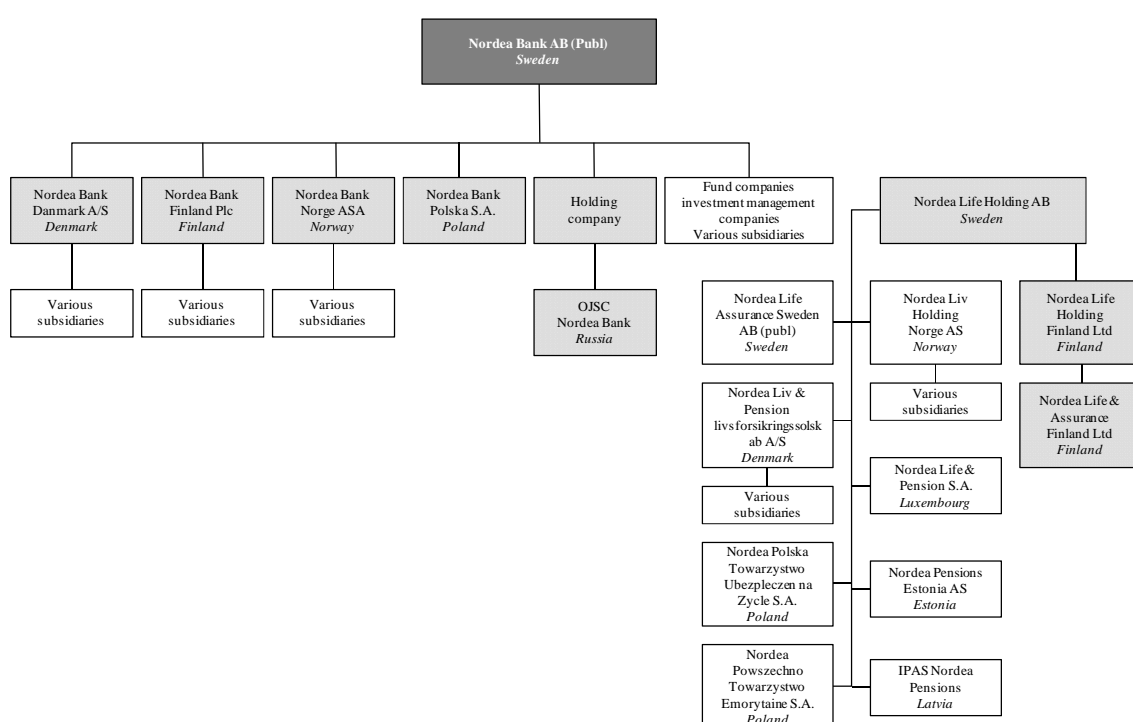 Nordea Bank AB (Publ)
Sweden
Nordea Bank
Danmark A/S
Denmark
Nordea Bank
Finland Plc
Finland
Nordea Bank
Norge ASA
Norway
Nordea Bank
Polska S.A.
Poland
Holding
company
Fund companies
investment management
companies
Various subsidiaries
Nordea Life Holding AB
Sweden
Various
subsidiaries
Various
subsidiaries
Various
subsidiaries
OJSC
Nordea Bank
Russia
Nordea Life
Assurance Sweden
AB (publ)
Sweden
Nordea Liv
Holding
Norge AS
Norway
Nordea Life
Holding
Finland Ltd
Finland
Nordea Liv &
Pension
livsforsikringssolsk
ab A/S
Denmark
Various
subsidiaries
Nordea Life &
Assurance
Finland Ltd
Finland
Various
subsidiaries
Nordea Life &
Pension S.A.
Luxembourg
Nordea Polska
Towarzystwo
Ubezpleczen na
Zycle S.A.
Poland
Nordea Pensions
Estonia AS
Estonia
Nordea
Powszechno
Towarzystwo
Emorytaine S.A.
Poland
IPAS Nordea
Pensions
Latvia